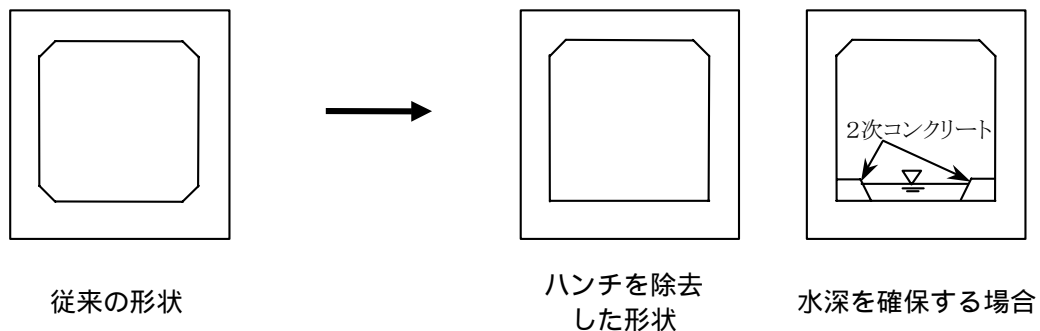 2次コンクリート
従来の形状
ハンチを除去
した形状
水深を確保する場合